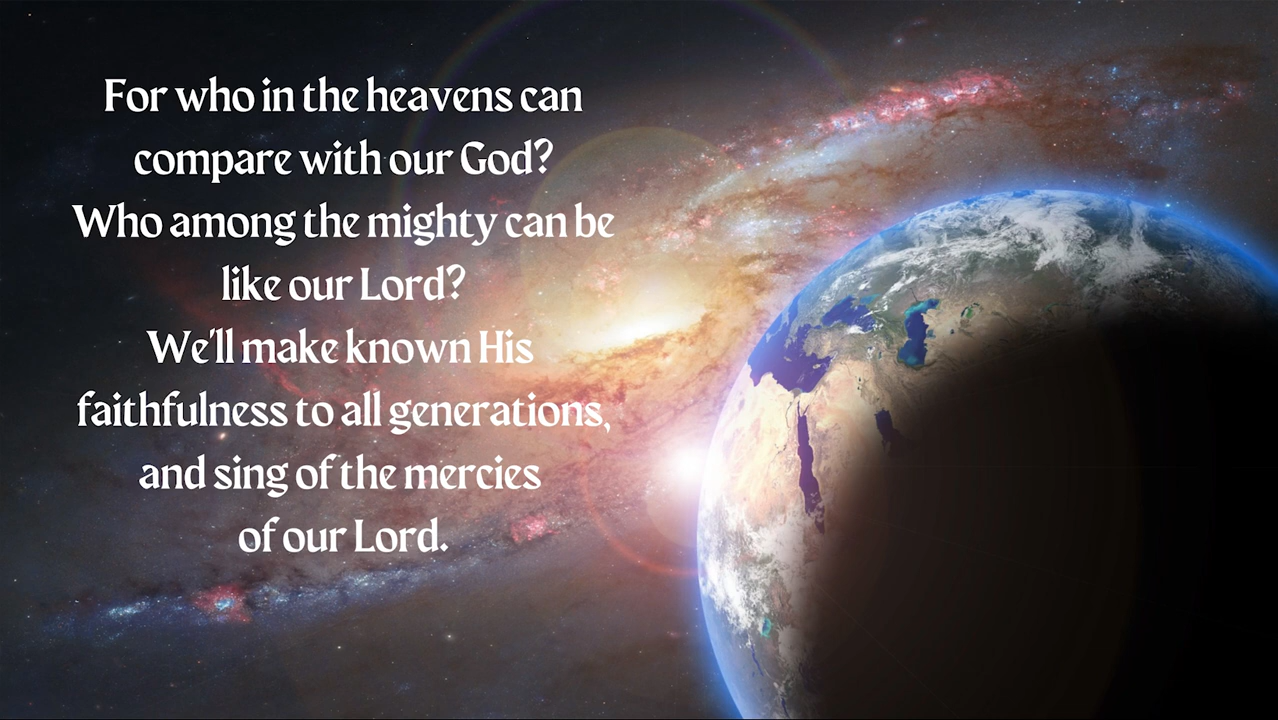 For who in the heavens can
compare with our God?
Who among the mighty can be
like our Lord?
We'll make known His
faithfulness to all generations,
and sing of the mercies
of our Lord.